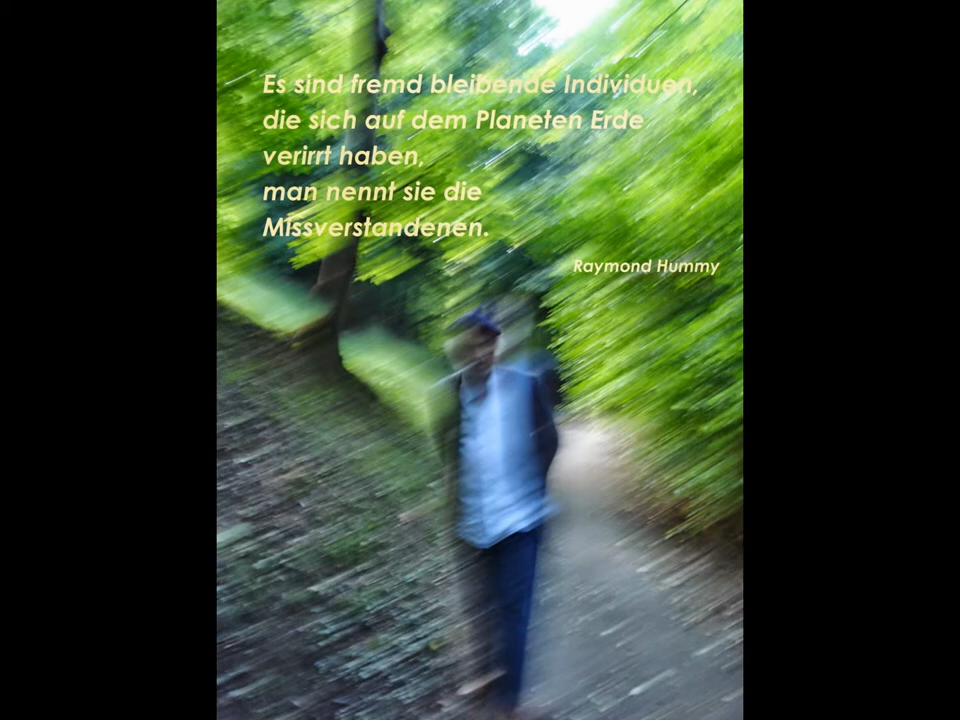 Es sind fremd bleibende Individuen,
die sich auf dem Planeten Erde
verirrt haben,
man nennt sie die
Missverstandenen.
Raymond Hummy